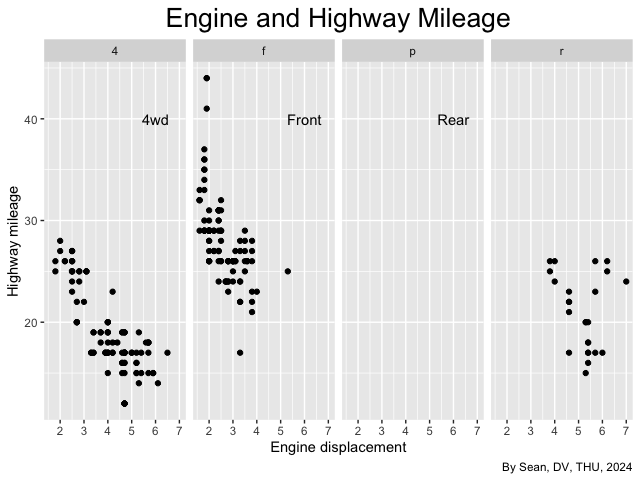 Engine and Highway Mileage
4 f p r
4wd Front Rear
40
30
20
Highway mileage
2 3 4 5 6 7 2 3 4 5 6 7 2 3 4 5 6 7 2 3 4 5 6 7
Engine displacement
By Sean, DV, THU, 2024